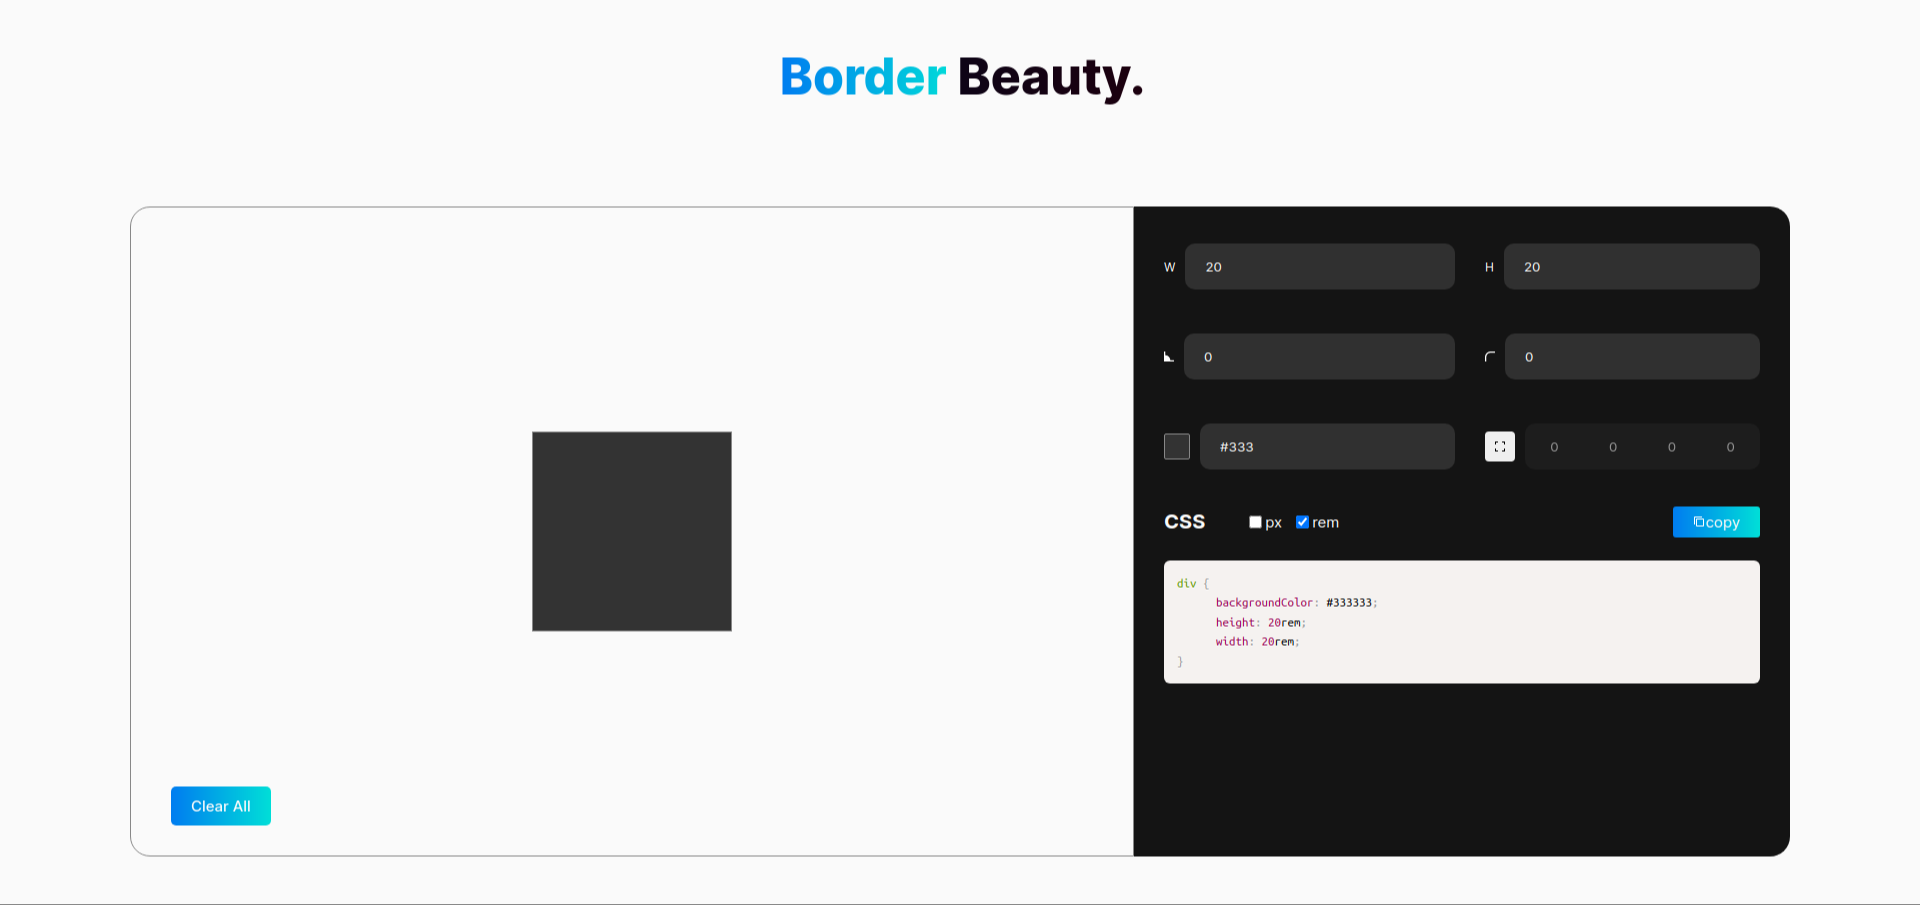 Border Beauty.
W 20 H 20
0 0
#333 0 0 0 0
CSS px rem copy
div {
backgroundColor: #333333;
height: 20rem;
width: 20rem;
}
Clear All